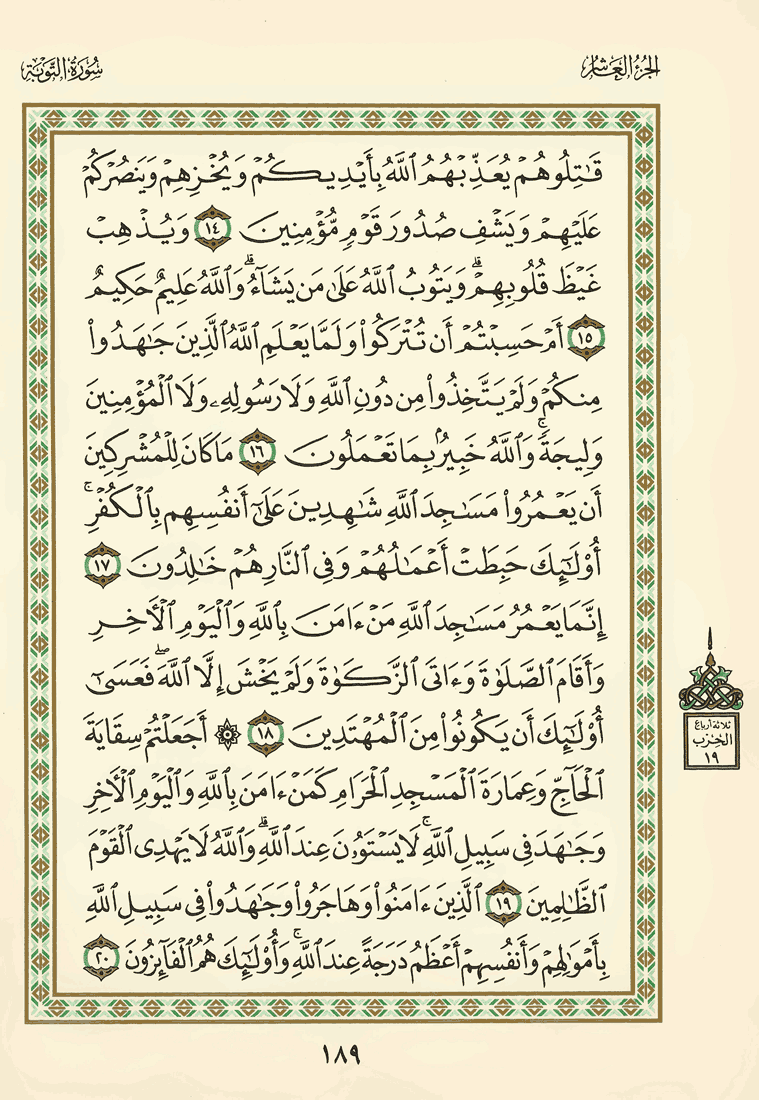 الجزء العاشر
سورة التوبة
قَٰتِلُوهُمْ يُعَذِّبْهُمُ ٱللَّهُ بِأَيْدِيكُمْ وَيُخْزِهِمْ وَيَنصُرْكُمْ
عَلَيْهِمْ وَيَشْفِ صُدُورَ قَوْمٍ مُّؤْمِنِينَ ١٤ وَيُذْهِبْ
غَيْظَ قُلُوبِهِمْ ۗ وَيَتُوبُ ٱللَّهُ عَلَىٰ مَن يَشَآءُ ۗ وَٱللَّهُ عَلِيمٌ حَكِيمٌ
١٥ أَمْ حَسِبْتُمْ أَن تُتْرَكُوا۟ وَلَمَّا يَعْلَمِ ٱللَّهُ ٱلَّذِينَ جَٰهَدُوا۟
مِنكُمْ وَلَمْ يَتَّخِذُوا۟ مِن دُونِ ٱللَّهِ وَلَا رَسُولِهِۦ وَلَا ٱلْمُؤْمِنِينَ
وَلِيجَةً ۚ وَٱللَّهُ خَبِيرٌۢ بِمَا تَعْمَلُونَ ١٦ مَا كَانَ لِلْمُشْرِكِينَ
أَن يَعْمُرُوا۟ مَسَٰجِدَ ٱللَّهِ شَٰهِدِينَ عَلَىٰٓ أَنفُسِهِم بِٱلْكُفْرِ ۚ
أُو۟لَٰٓئِكَ حَبِطَتْ أَعْمَٰلُهُمْ وَفِى ٱلنَّارِ هُمْ خَٰلِدُونَ ١٧
إِنَّمَا يَعْمُرُ مَسَٰجِدَ ٱللَّهِ مَنْ ءَامَنَ بِٱللَّهِ وَٱلْيَوْمِ ٱلْءَاخِرِ
وَأَقَامَ ٱلصَّلَوٰةَ وَءَاتَى ٱلزَّكَوٰةَ وَلَمْ يَخْشَ إِلَّا ٱللَّهَ ۖ فَعَسَىٰٓ
أُو۟لَٰٓئِكَ أَن يَكُونُوا۟ مِنَ ٱلْمُهْتَدِينَ ١٨ ۞ أَجَعَلْتُمْ سِقَايَةَ
ٱلْحَآجِّ وَعِمَارَةَ ٱلْمَسْجِدِ ٱلْحَرَامِ كَمَنْ ءَامَنَ بِٱللَّهِ وَٱلْيَوْمِ ٱلْءَاخِرِ
وَجَٰهَدَ فِى سَبِيلِ ٱللَّهِ ۚ لَا يَسْتَوُۥنَ عِندَ ٱللَّهِ ۗ وَٱللَّهُ لَا يَهْدِى ٱلْقَوْمَ
ٱلظَّٰلِمِينَ ١٩ ٱلَّذِينَ ءَامَنُوا۟ وَهَاجَرُوا۟ وَجَٰهَدُوا۟ فِى سَبِيلِ ٱللَّهِ
بِأَمْوَٰلِهِمْ وَأَنفُسِهِمْ أَعْظَمُ دَرَجَةً عِندَ ٱللَّهِ ۚ وَأُو۟لَٰٓئِكَ هُمُ ٱلْفَآئِزُونَ ٢٠
ثلاثة أرباع
الحزب
١٩
١٨٩